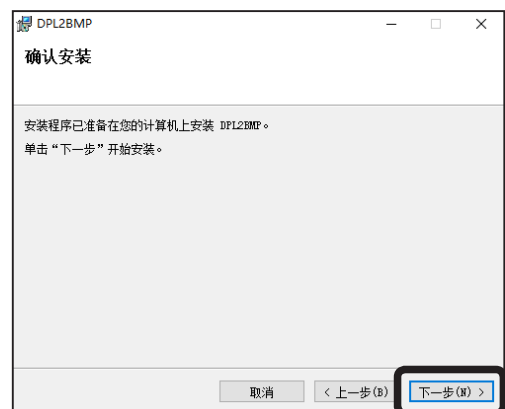 DPL2BMP
确认安装
安装程序已准备在您的计算机上安装 DPL2BMP。
单击“下一步”开始安装。
取消
< 上一步(B)
下一步(N) >